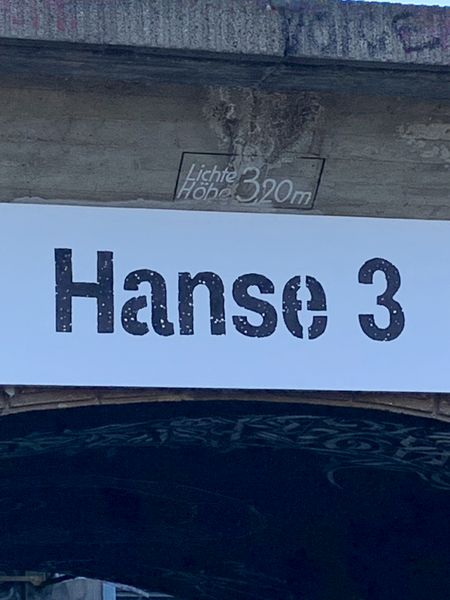 Lichte
Höhe 3,20m
Hanse 3